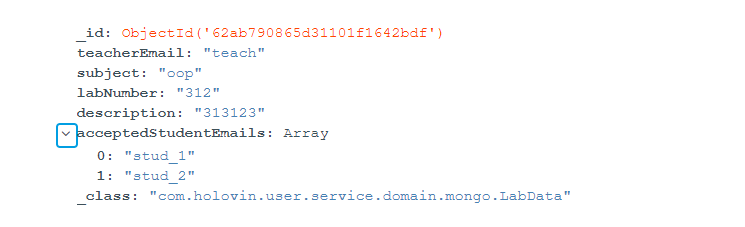 _id: ObjectId('62ab790865d31101f1642bdf')
teacherEmail: "teach"
subject: "oop"
labNumber: "312"
description: "313123"
acceptedStudentEmails: Array
0: "stud_1"
1: "stud_2"
_class: "com.holovin.user.service.domain.mongo.LabData"